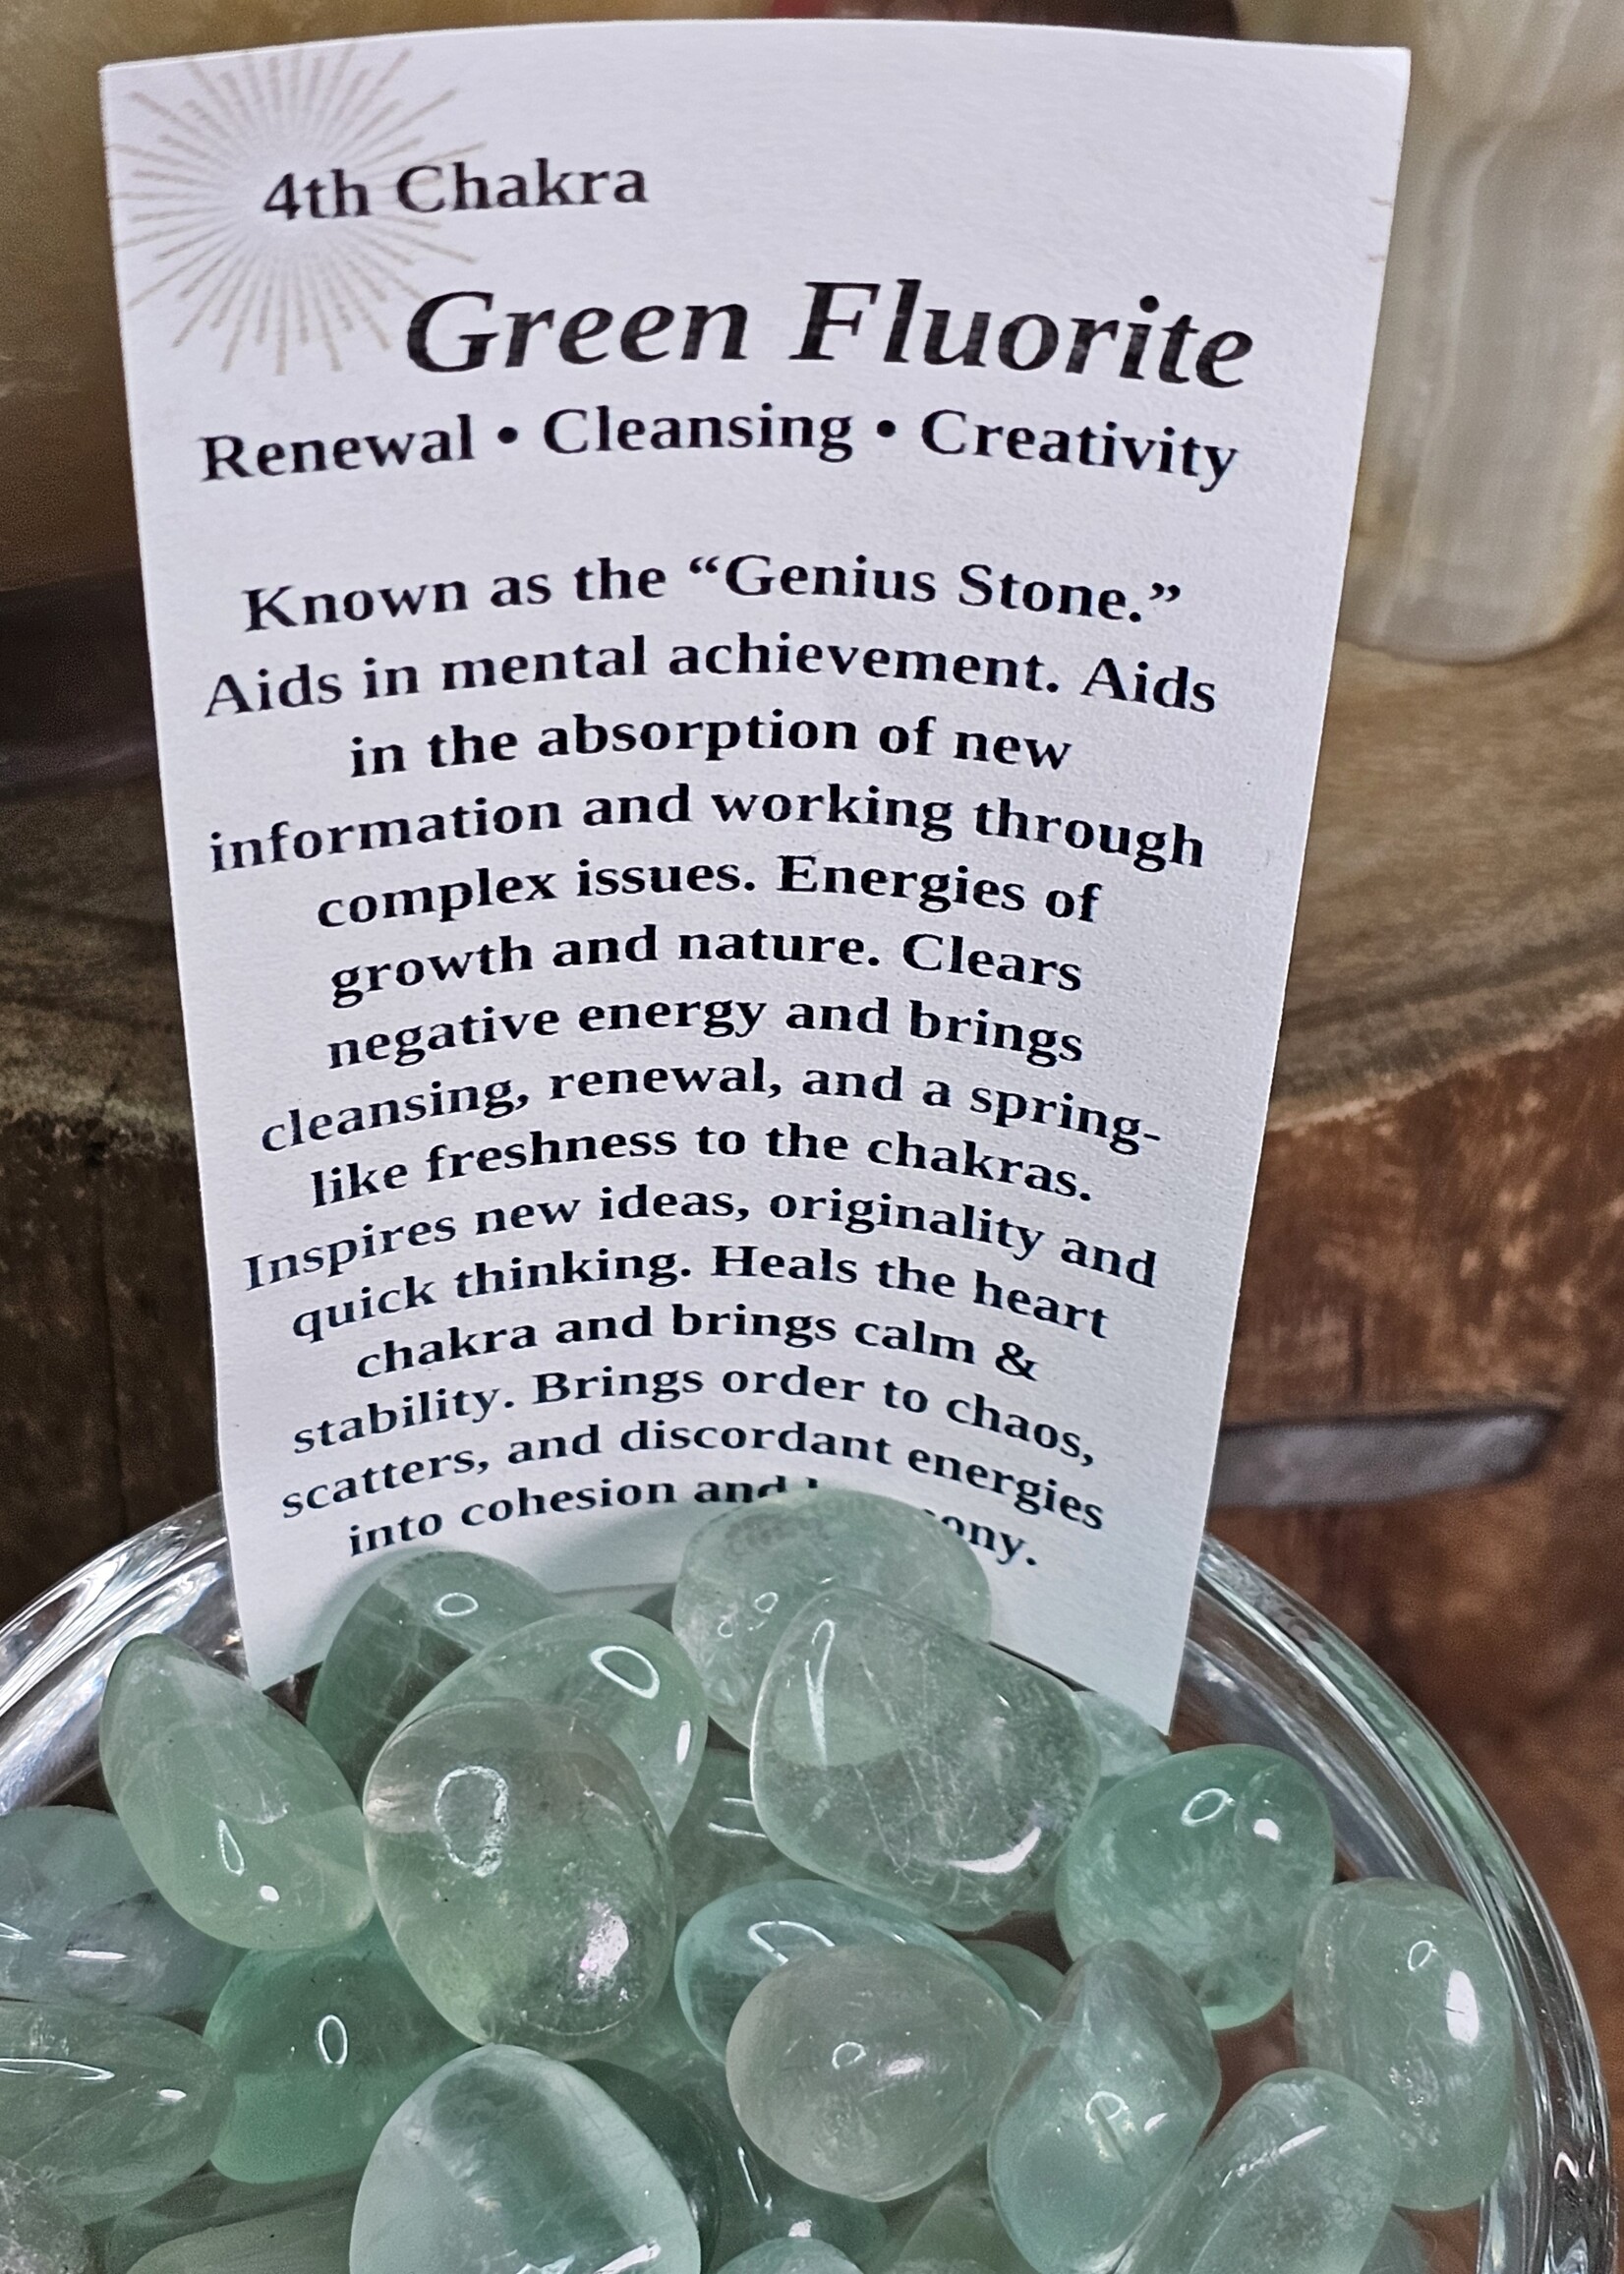 4th Chakra
Green Fluorite
Renewal • Cleansing • Creativity
Known as the “Genius Stone.”
Aids in mental achievement. Aids
in the absorption of new
information and working through
complex issues. Energies of
growth and nature. Clears
negative energy and brings
cleansing, renewal, and a spring-
like freshness to the chakras.
Inspires new ideas, originality and
quick thinking. Heals the heart
chakra and brings calm &
stability. Brings order to chaos,
scatters, and discordant energies
into cohesion and